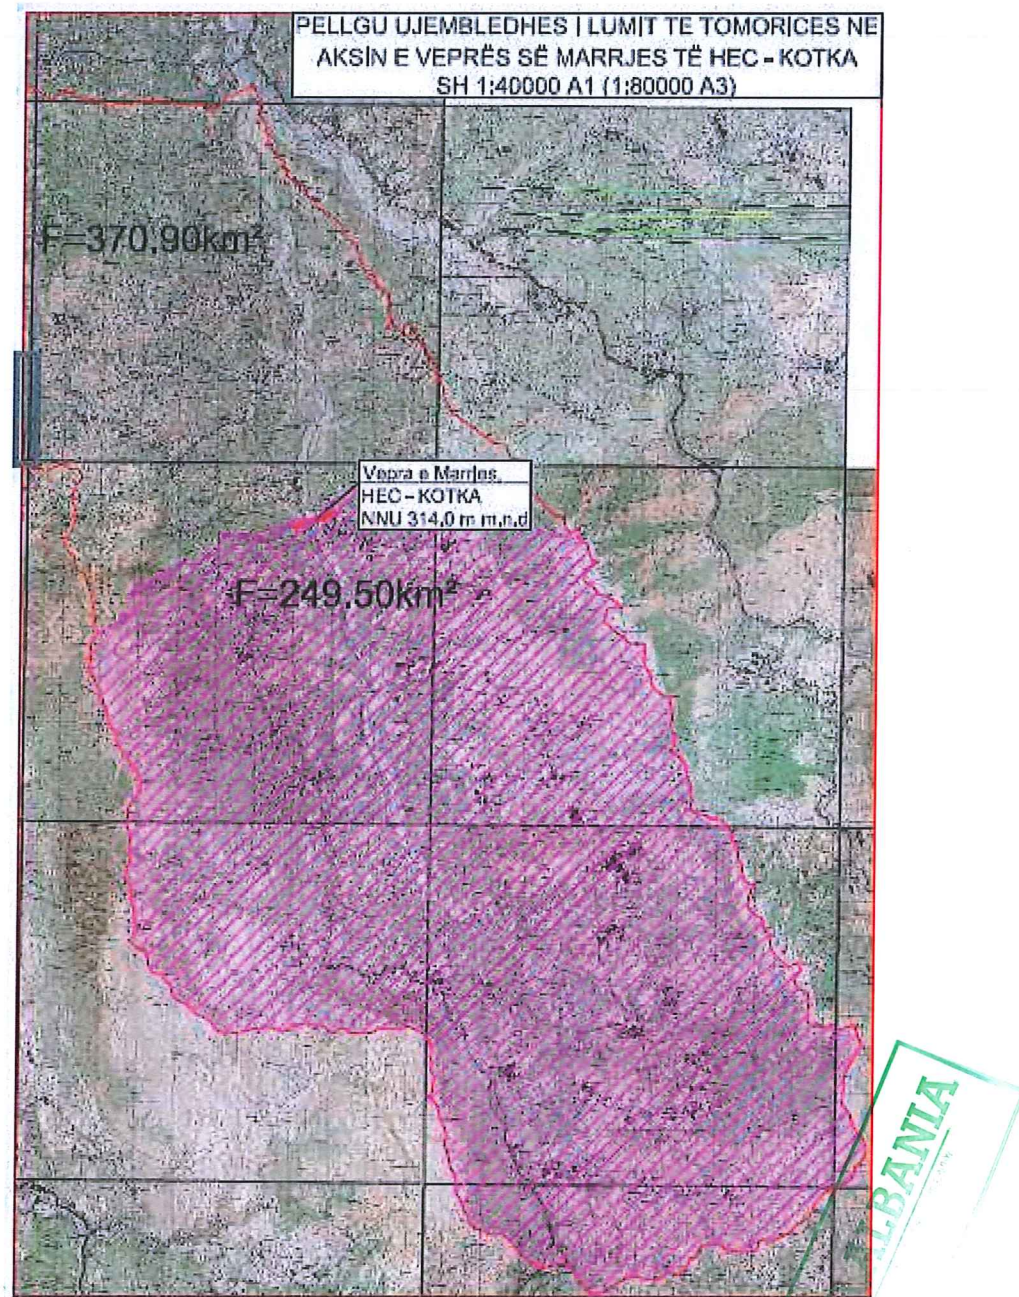 PELLGU UJEMBLEDHES I LUMIT TE TOMORICES NE
AKSIN E VEPRËS SË MARRJES TË HEC - KOTKA
SH 1:40000 A1 (1:80000 A3)
F=370.90km²
Vepra e Marrjes,
HEC - KOTKA
NNU 314.0 m m.n.d
F=249.50km²
ALBANIA